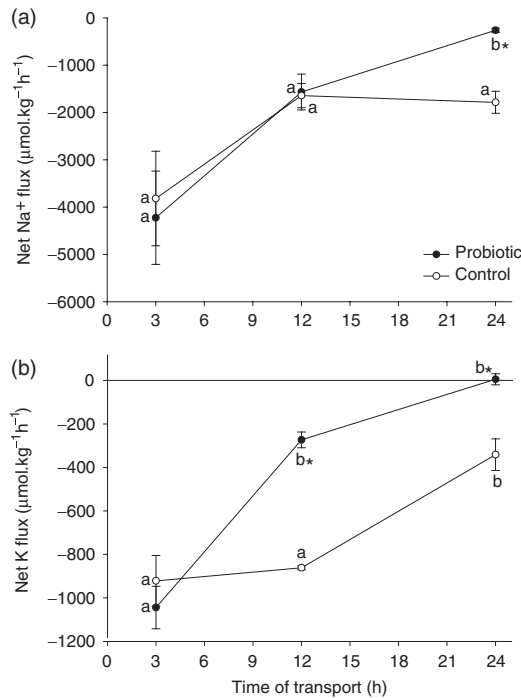 (a)
0
−1000
−2000
−3000
−4000
−5000
−6000
Net Na⁺ flux (µmol.kg⁻¹h⁻¹)
a
a
a
a
b*
a
Probiotic
Control
0 3 6 9 12 15 18 21 24
(b)
0
−200
−400
−600
−800
−1000
−1200
Net K flux (µmol.kg⁻¹h⁻¹)
a
a
b*
a
b*
b
0 3 6 9 12 15 18 21 24
Time of transport (h)